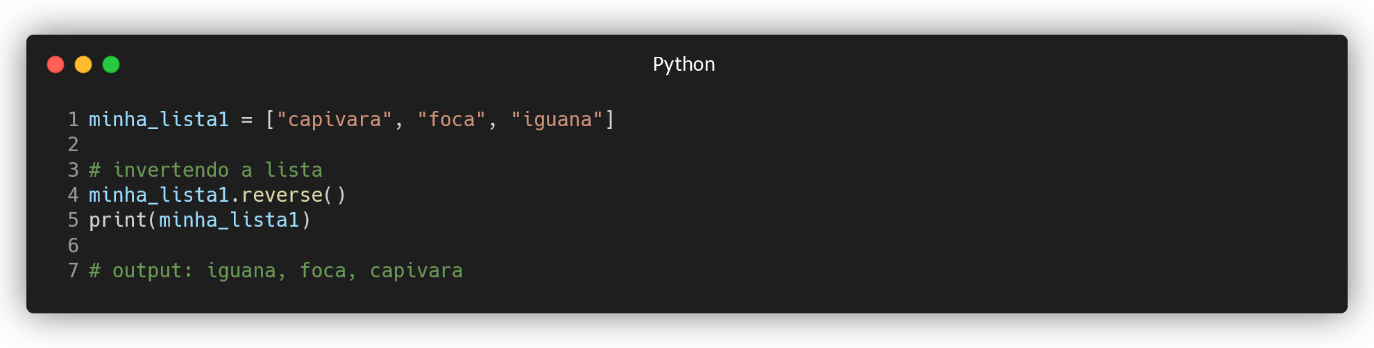 Python
1 minha_lista1 = ["capivara", "foca", "iguana"]
2
3 # invertendo a lista
4 minha_lista1.reverse()
5 print(minha_lista1)
6
7 # output: iguana, foca, capivara